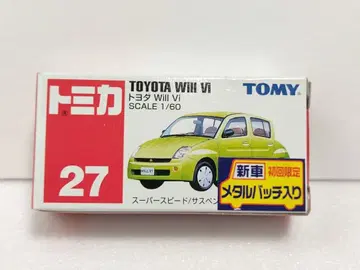 トミカ
TOYOTA Will Vi
トヨタ Will Vi
SCALE 1/60
TOMY
27
新車
初回限定
メタルバッチ入り
スーパースピード/サスペン